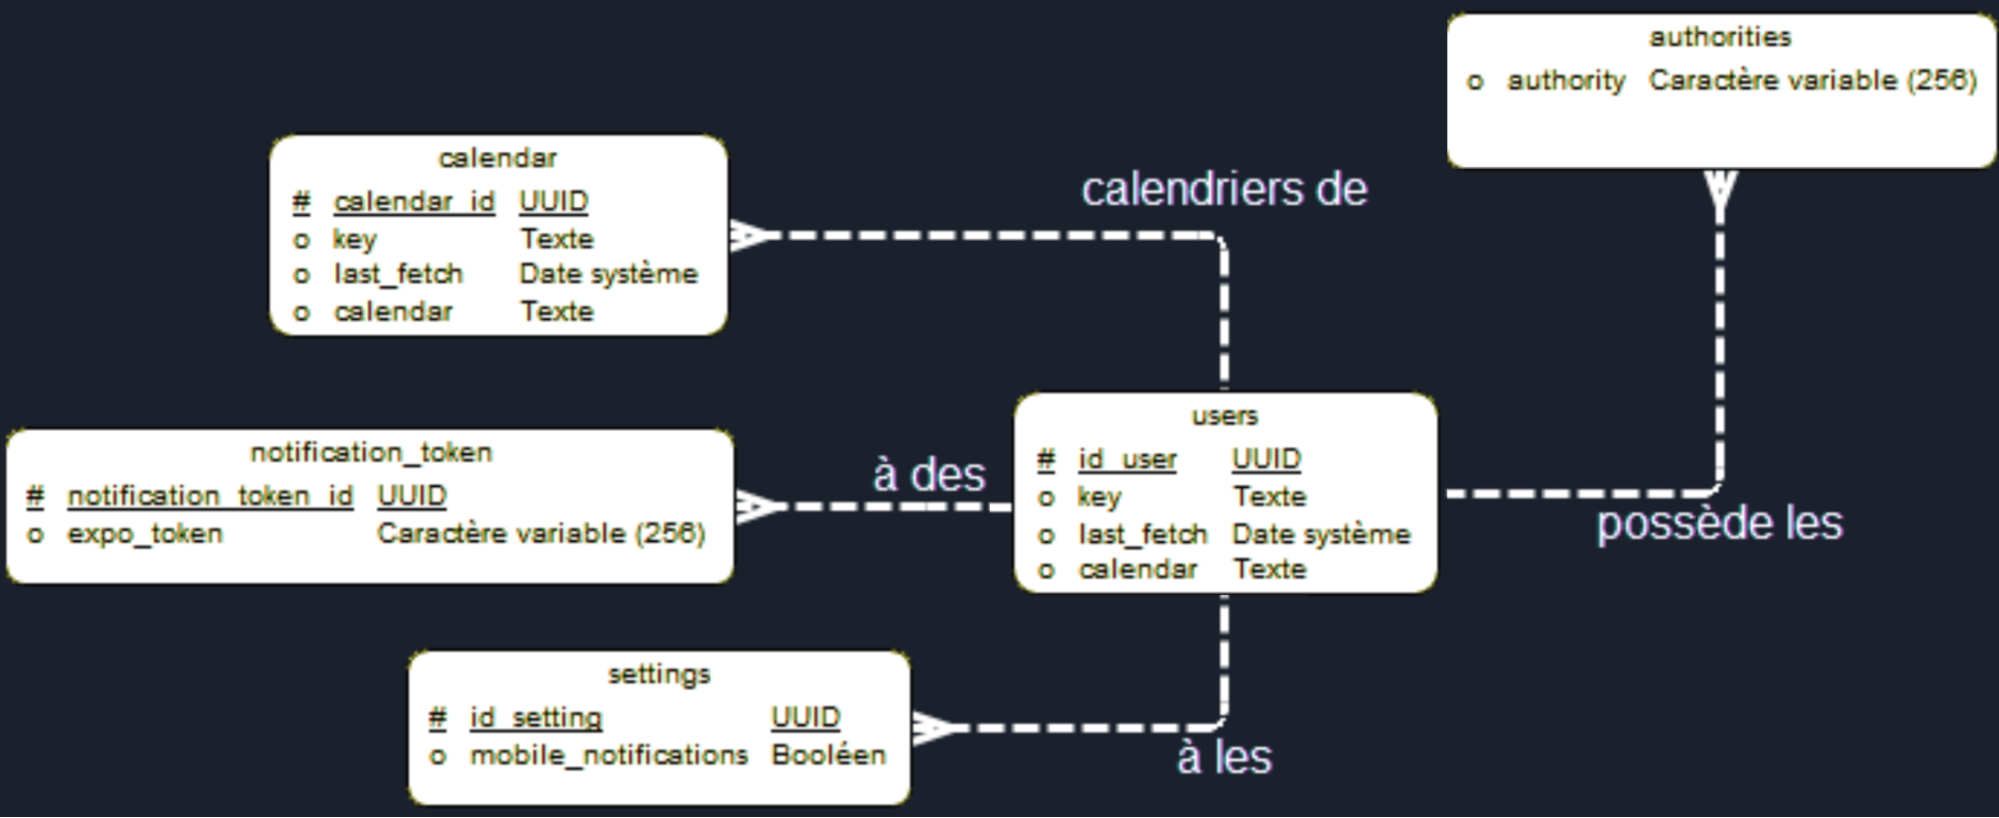 authorities
o authority Caractère variable (256)
calendar
# calendar_id UUID
o key Texte
o last_fetch Date système
o calendar Texte
calendriers de
users
# id_user UUID
o key Texte
o last_fetch Date système
o calendar Texte
notification_token
# notification_token_id UUID
o expo_token Caractère variable (256)
à des
possède les
settings
# id_setting UUID
o mobile_notifications Booléen
à les